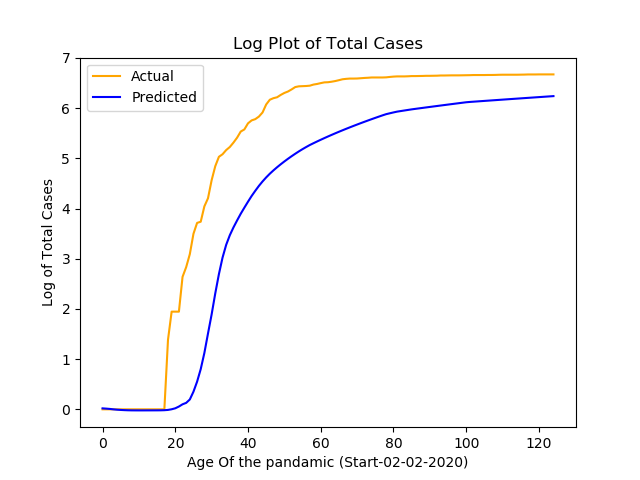 Log Plot of Total Cases
Actual
Predicted
Log of Total Cases
7
6
5
4
3
2
1
0
0 20 40 60 80 100 120
Age Of the pandamic (Start-02-02-2020)